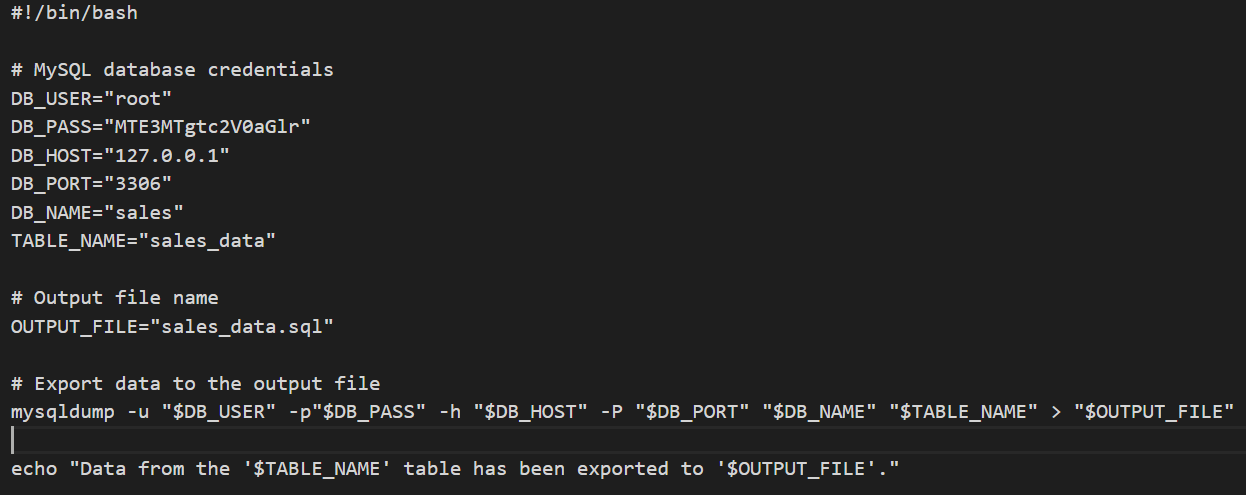 #!/bin/bash
# MySQL database credentials
DB_USER="root"
DB_PASS="MTE3MTgtc2V0aGlr"
DB_HOST="127.0.0.1"
DB_PORT="3306"
DB_NAME="sales"
TABLE_NAME="sales_data"
# Output file name
OUTPUT_FILE="sales_data.sql"
# Export data to the output file
mysqldump -u "$DB_USER" -p"$DB_PASS" -h "$DB_HOST" -P "$DB_PORT" "$DB_NAME" "$TABLE_NAME" > "$OUTPUT_FILE"
echo "Data from the '$TABLE_NAME' table has been exported to '$OUTPUT_FILE'."